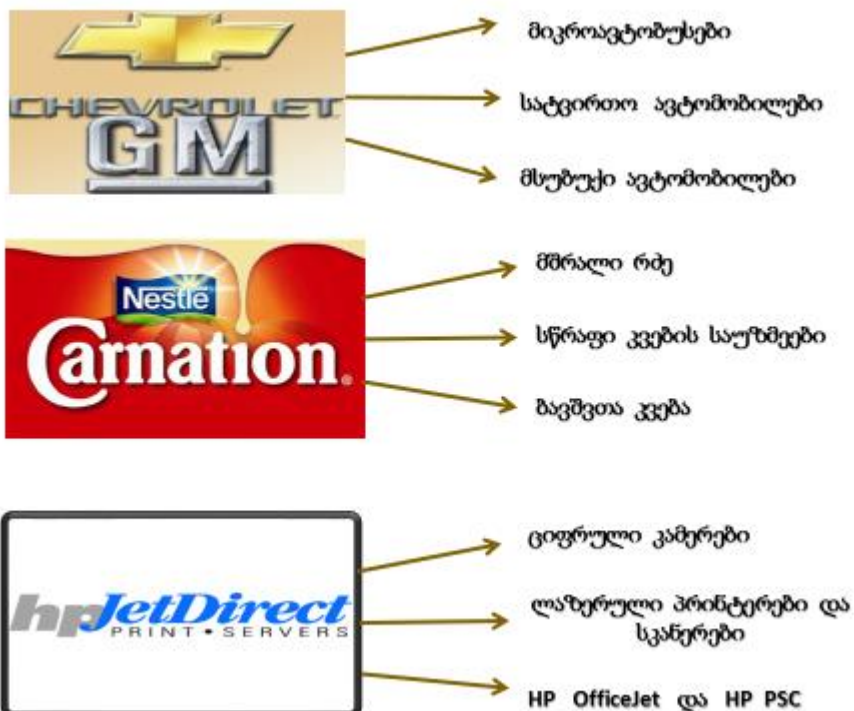 CHEVROLET
GM
მიკროავტობუსები
სატვირთო ავტომობილები
მსუბუქი ავტომობილები
Nestlé
Carnation®
მშრალი რძე
სწრაფი კვების საუზმეები
ბავშვთა კვება
hp JetDirect
PRINT • SERVERS
ციფრული კამერები
ლაზერული პრინტერები და
სკანერები
HP OfficeJet და HP PSC